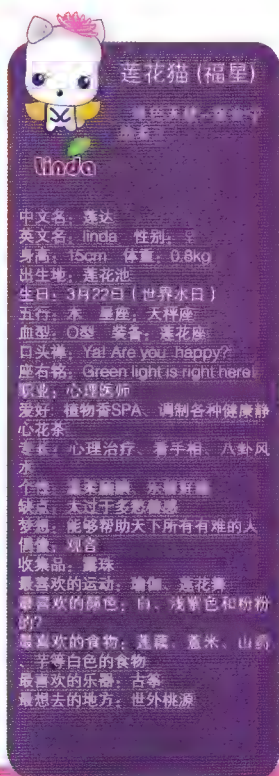 莲花猫(福星)
linda
中文名：莲达
英文名：linda 性别：
身高：15cm 体重：0.8kg
出生地：莲花池
生日：3月22日(世界水日)
五行：木 星座：天秤座
血型：O型 装备：莲花座
口头禅：Ya! Are you happy?
座右铭：Green light is right here!
职业：心理医师
爱好：植物香SPA、调制各种健康静
心花茶
专长：心理治疗、看手相、八卦风
水
个性：
缺点：太过于多愁善感
梦想：能够帮助天下所有有难的人
偶像：观音
收集品：露珠
最喜欢的运动：瑜伽、莲花舞
最喜欢的颜色：白、浅紫色和粉粉
的?
最喜欢的食物：莲藕、薏米、山药
、芋等白色的食物
最喜欢的乐器：古筝
最想去的地方：世外桃源